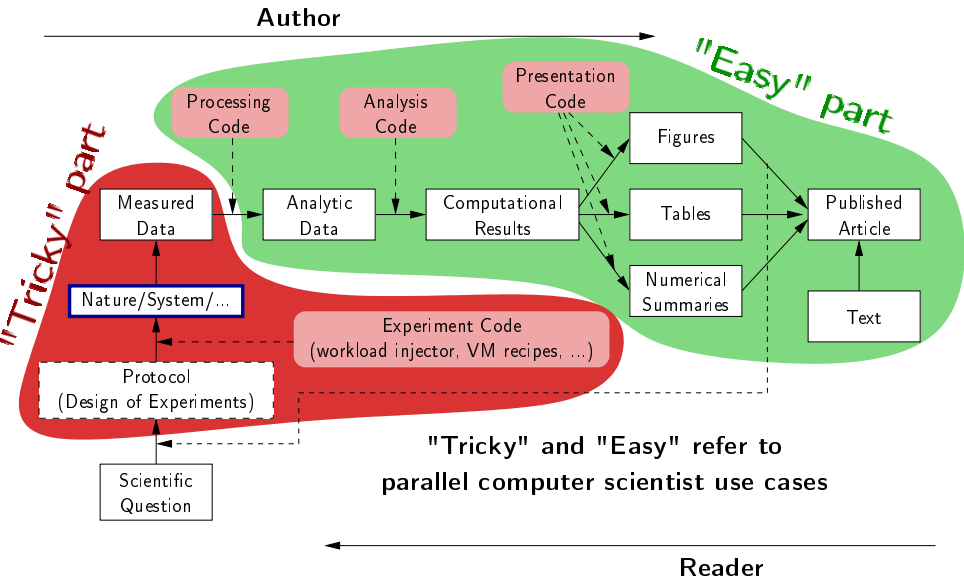 Author
"Easy" part
Presentation
Code
Processing
Code
Analysis
Code
Figures
"Tricky" part
Measured
Data
Analytic
Data
Computational
Results
Tables
Published
Article
Nature/System/...
Numerical
Summaries
Text
Experiment Code
(workload injector, VM recipes, ...)
Protocol
(Design of Experiments)
"Tricky" and "Easy" refer to
parallel computer scientist use cases
Scientific
Question
Reader